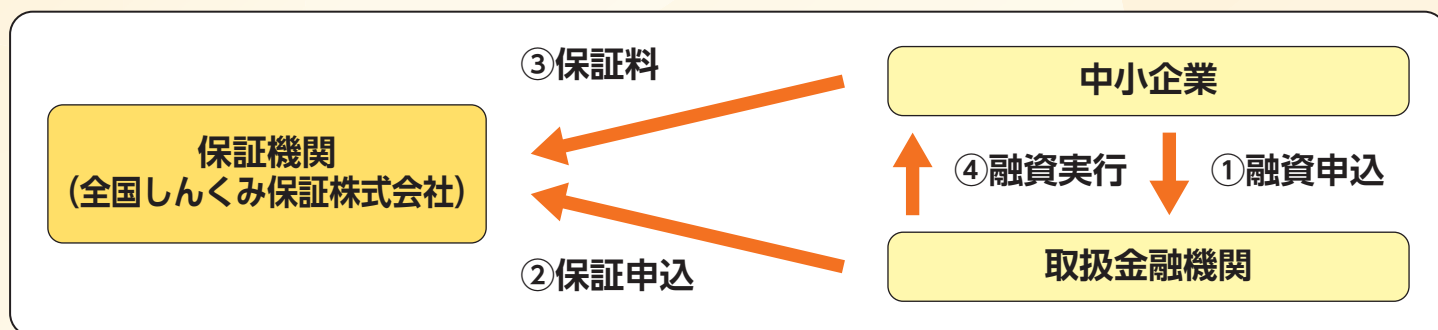 ③保証料
中小企業
保証機関
(全国しんくみ保証株式会社)
④融資実行
①融資申込
②保証申込
取扱金融機関